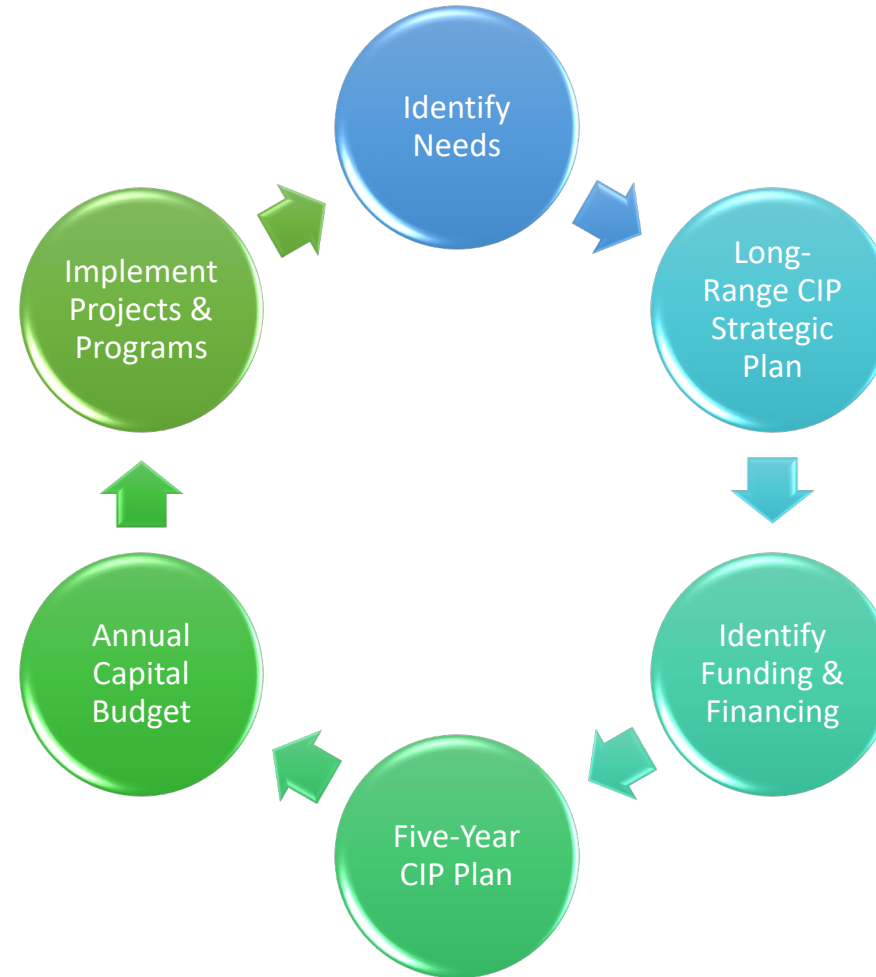 Identify
Needs
Long-
Range CIP
Strategic
Plan
Identify
Funding &
Financing
Five-Year
CIP Plan
Annual
Capital
Budget
Implement
Projects &
Programs